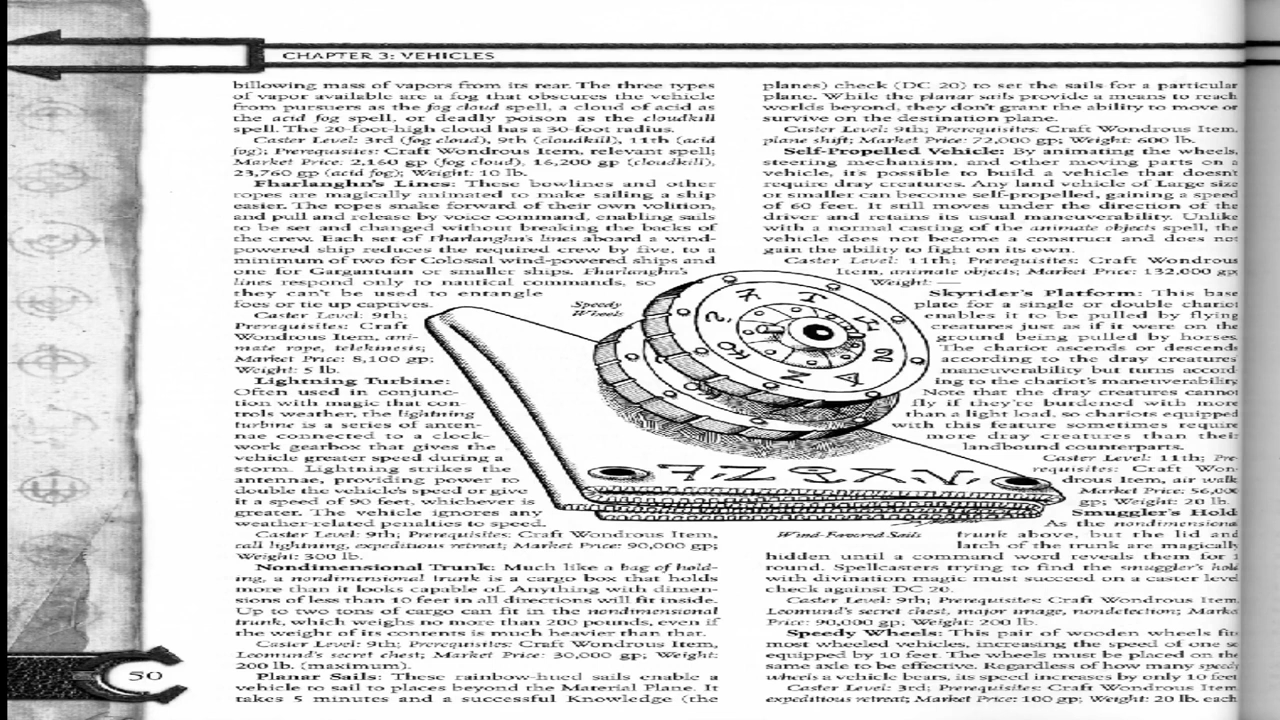 CHAPTER 3: VEHICLES
billowing mass of vapors from its rear. The three types
of vapor available are a fog that obscures the vehicle
from pursuers as the fog cloud spell, a cloud of acid as
the acid fog spell, or deadly poison as the cloudkill
spell. The 20-foot-high cloud has a 30-foot radius.
Caster Level: 3rd (fog cloud), 9th (cloudkill), 11th (acid
fog); Prerequisites: Craft Wondrous Item, relevant spell;
Market Price: 2,160 gp (fog cloud), 16,200 gp (cloudkill),
23,760 gp (acid fog); Weight: 10 lb.
Fharlanghn's Lines: These bowlines and other
ropes are magically animated to make sailing a ship
easier. The ropes snake forward of their own volition,
and pull and release by voice command, enabling sails
to be set and changed without breaking the backs of
the crew. Each set of Fharlanghn's lines aboard a wind-
powered ship reduces the required crew by five, to a
minimum of two for Colossal wind-powered ships and
one for Gargantuan or smaller ships. Fharlanghn's
lines respond only to nautical commands, so
they can't be used to entangle
foes or tie up captives.
Caster Level: 9th;
Prerequisites: Craft
Wondrous Item, ani-
mate rope, telekinesis;
Market Price: 8,100 gp;
Weight: 5 lb.
Lightning Turbine:
Often used in conjunc-
tion with magic that con-
trols weather, the lightning
turbine is a series of anten-
nae connected to a clock-
work gearbox that gives the
vehicle greater speed during a
storm. Lightning strikes the
antennae, providing power to
double the vehicle's speed or give
it a speed of 90 feet, whichever is
greater. The vehicle ignores any
weather-related penalties to speed.
Caster Level: 9th; Prerequisites: Craft Wondrous Item,
call lightning, expeditious retreat; Market Price: 90,000 gp;
Weight: 300 lb.
Nondimensional Trunk: Much like a bag of hold-
ing, a nondimensional trunk is a cargo box that holds
more than it looks capable of. Anything with dimen-
sions of less than 10 feet in all directions will fit inside.
Up to two tons of cargo can fit in the nondimensional
trunk, which weighs no more than 200 pounds, even if
the weight of its contents is much heavier than that.
Caster Level: 9th; Prerequisites: Craft Wondrous Item,
Leomund's secret chest; Market Price: 30,000 gp; Weight:
200 lb. (maximum).
Planar Sails: These rainbow-hued sails enable a
vehicle to sail to places beyond the Material Plane. It
takes 5 minutes and a successful Knowledge (the
50
Speedy
Wheels
Wind-Favored Sails
planes) check (DC 20) to set the sails for a particular
plane. While the planar sails provide a means to reach
worlds beyond, they don't grant the ability to move or
survive on the destination plane.
Caster Level: 9th; Prerequisites: Craft Wondrous Item,
plane shift; Market Price: 72,000 gp; Weight: 600 lb.
Self-Propelled Vehicle: By animating the wheels,
steering mechanism, and other moving parts on a
vehicle, it's possible to build a vehicle that doesn't
require dray creatures. Any land vehicle of Large size
or smaller can become self-propelled, gaining a speed
of 60 feet. It still moves under the direction of the
driver and retains its usual maneuverability. Unlike
with a normal casting of the animate objects spell, the
vehicle does not become a construct and does not
gain the ability to fight on its own.
Caster Level: 11th; Prerequisites: Craft Wondrous
Item, animate objects; Market Price: 132,000 gp;
Weight: —
Skyrider's Platform: This base
plate for a single or double chariot
enables it to be pulled by flying
creatures just as if it were on the
ground being pulled by horses.
The chariot ascends or descends
according to the dray creatures'
maneuverability but turns accord-
ing to the chariot's maneuverability.
Note that the dray creatures cannot
fly if they're burdened with more
than a light load, so chariots equipped
with this feature sometimes require
more dray creatures than their
landbound counterparts.
Caster Level: 11th; Pre-
requisites: Craft Won-
drous Item, air walk;
Market Price: 56,00
gp; Weight: 20 lb.
Smuggler's Hold:
As the nondimensional
trunk above, but the lid and
latch of the trunk are magically
hidden until a command word reveals them for 1
round. Spellcasters trying to find the smuggler's hold
with divination magic must succeed on a caster level
check against DC 20.
Caster Level: 9th; Prerequisites: Craft Wondrous Item,
Leomund's secret chest, major image, nondetection; Market
Price: 90,000 gp; Weight: 200 lb.
Speedy Wheels: This pair of wooden wheels fits
most wheeled vehicles, increasing the speed of one so
equipped by 10 feet. The wheels must be placed on the
same axle to be effective. Regardless of how many speedy
wheels a vehicle bears, its speed increases by only 10 feet.
Caster Level: 3rd; Prerequisites: Craft Wondrous Item,
expeditious retreat; Market Price: 100 gp; Weight: 20 lb. each